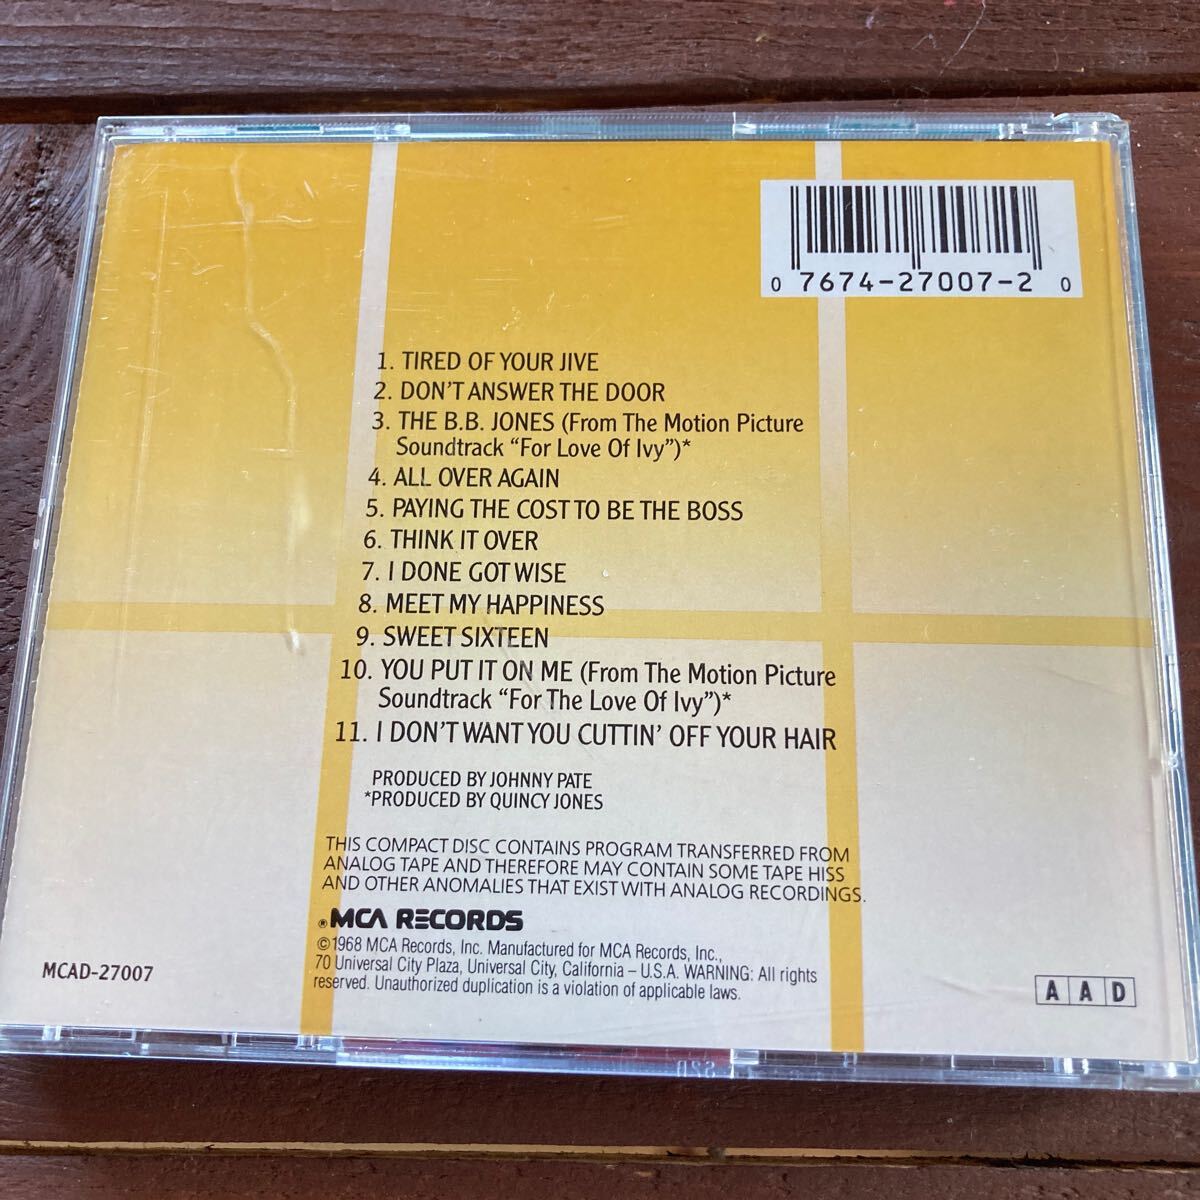 0 7674-27007-2 0
1. TIRED OF YOUR JIVE
2. DON'T ANSWER THE DOOR
3. THE B.B. JONES (From The Motion Picture
Soundtrack “For Love Of Ivy”)*
4. ALL OVER AGAIN
5. PAYING THE COST TO BE THE BOSS
6. THINK IT OVER
7. I DONE GOT WISE
8. MEET MY HAPPINESS
9. SWEET SIXTEEN
10. YOU PUT IT ON ME (From The Motion Picture
Soundtrack “For The Love Of Ivy”)*
11. I DON'T WANT YOU CUTTIN' OFF YOUR HAIR
PRODUCED BY JOHNNY PATE
*PRODUCED BY QUINCY JONES
THIS COMPACT DISC CONTAINS PROGRAM TRANSFERRED FROM
ANALOG TAPE AND THEREFORE MAY CONTAIN SOME TAPE HISS
AND OTHER ANOMALIES THAT EXIST WITH ANALOG RECORDINGS.
® MCA RECORDS
©1968 MCA Records, Inc. Manufactured for MCA Records, Inc.,
70 Universal City Plaza, Universal City, California – U.S.A. WARNING: All rights
reserved. Unauthorized duplication is a violation of applicable laws.
MCAD-27007
A A D